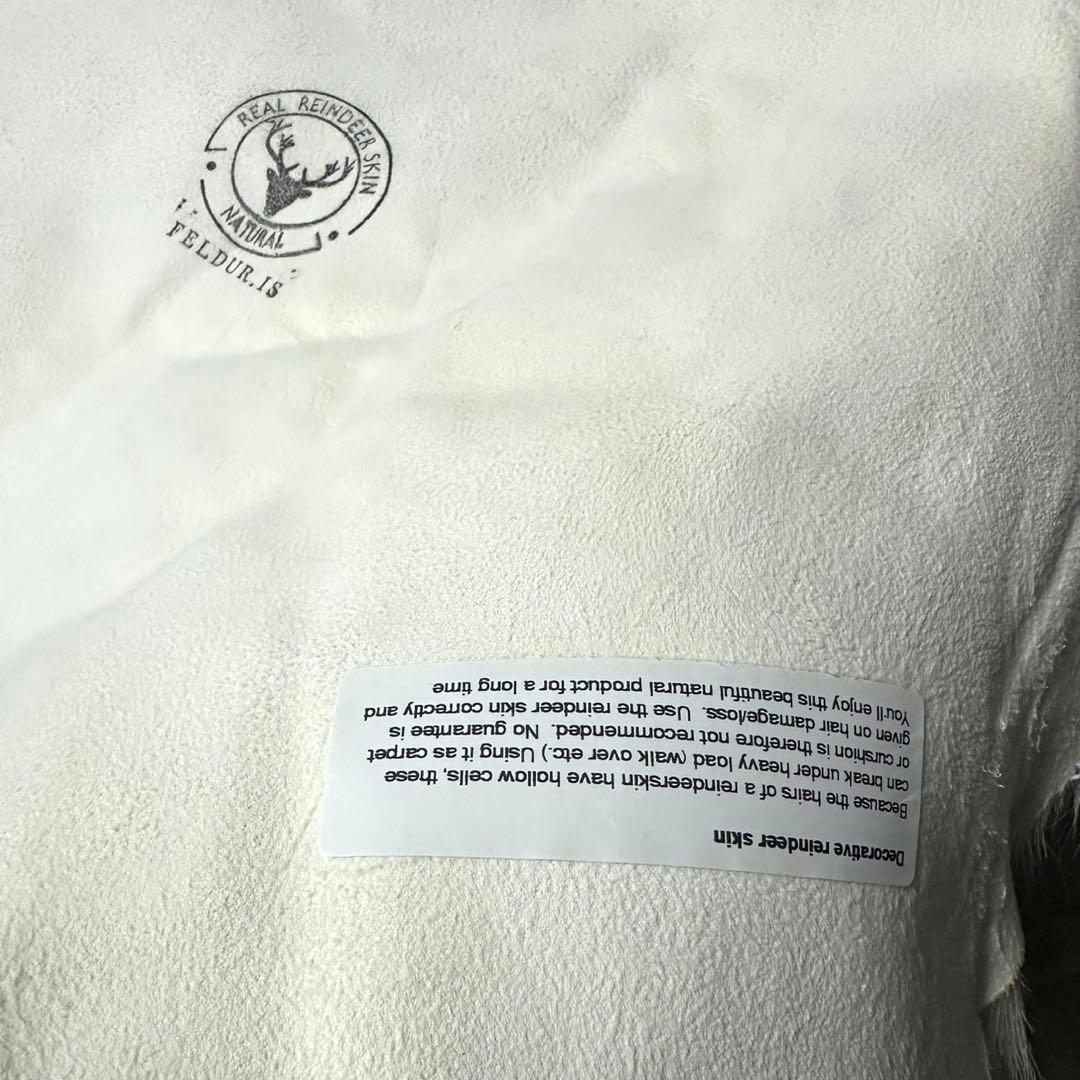 REAL REINDEER SKIN
NATURAL
FELDUR.IS
Decorative reindeer skin
Because the hairs of a reindeerskin have hollow cells, these
can break under heavy load (walk over etc.) Using it as carpet
or curshion is therefore not recommended. No guarantee is
given on hair damage/loss. Use the reindeer skin correctly and
You'll enjoy this beautiful natural product for a long time